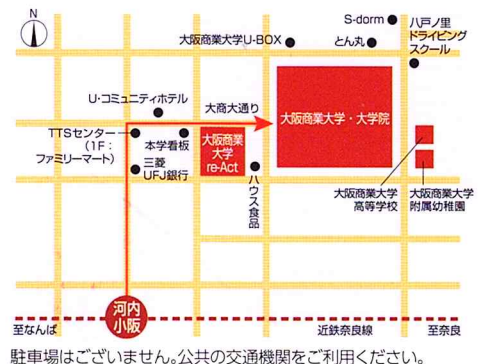 N
S-dorm
八戸ノ里
ドライビング
スクール
大阪商業大学U-BOX
とん丸
U・コミュニティホテル
大商大通り
大阪商業大学・大学院
TTSセンター
(1F:
ファミリーマート)
本学看板
大阪商業
大学
re-Act
三菱
UFJ銀行
ハウス食品
大阪商業大学
高等学校
大阪商業大学
附属幼稚園
河内
小阪
至なんば
近鉄奈良線
至奈良
駐車場はございません。公共の交通機関をご利用ください。